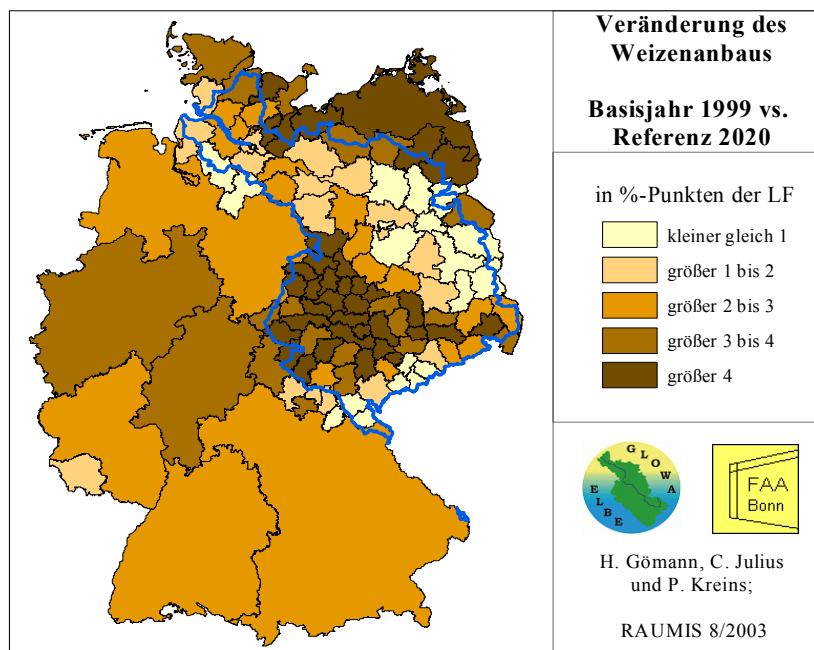 Veränderung des
Weizenanbaus
Basisjahr 1999 vs.
Referenz 2020
in %-Punkten der LF
kleiner gleich 1
größer 1 bis 2
größer 2 bis 3
größer 3 bis 4
größer 4
GLOWA
ELBE
FAA
Bonn
H. Gömann, C. Julius
und P. Kreins;
RAUMIS 8/2003